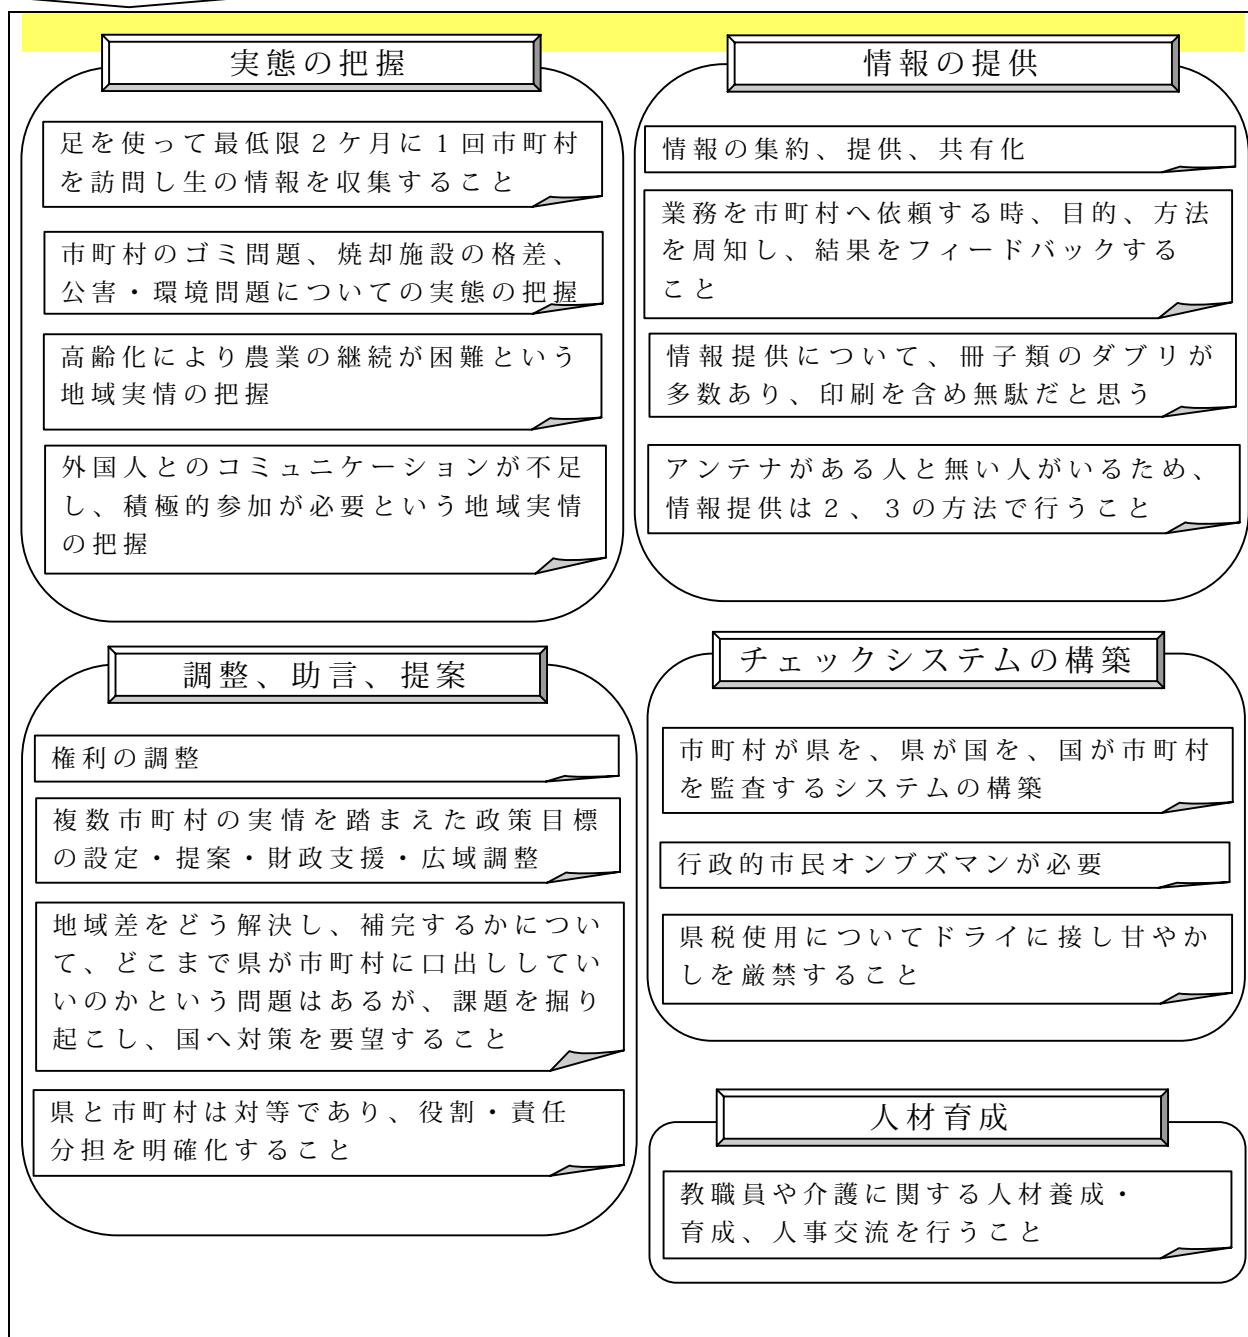 実態の把握
足を使って最低限２ケ月に１回市町村
を訪問し生の情報を収集すること
市町村のゴミ問題、焼却施設の格差、
公害・環境問題についての実態の把握
高齢化により農業の継続が困難という
地域実情の把握
外国人とのコミュニケーションが不足
し、積極的参加が必要という地域実情
の把握
情報の提供
情報の集約、提供、共有化
業務を市町村へ依頼する時、目的、方法
を周知し、結果をフィードバックする
こと
情報提供について、冊子類のダブリが
多数あり、印刷を含め無駄だと思う
アンテナがある人と無い人がいるため、
情報提供は２、３の方法で行うこと
調整、助言、提案
権利の調整
複数市町村の実情を踏まえた政策目標
の設定・提案・財政支援・広域調整
地域差をどう解決し、補完するかについ
て、どこまで県が市町村に口出ししてい
いのかという問題はあるが、課題を掘り
起こし、国へ対策を要望すること
県と市町村は対等であり、役割・責任
分担を明確化すること
チェックシステムの構築
市町村が県を、県が国を、国が市町村
を監査するシステムの構築
行政的市民オンブズマンが必要
県税使用についてドライに接し甘やか
しを厳禁すること
人材育成
教職員や介護に関する人材養成・
育成、人事交流を行うこと